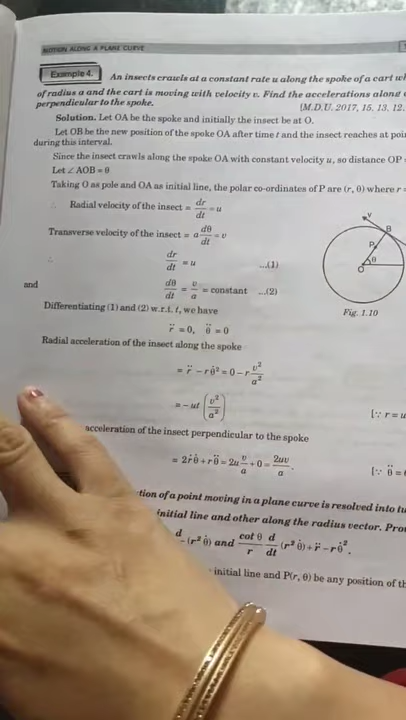 MOTION ALONG A PLANE CURVE
Example 4. An insects crawls at a constant rate u along the spoke of a cart
of radius a and the cart is moving with velocity v. Find the accelerations along
perpendicular to the spoke. [M.D.U. 2017, 15, 13, 12.
Solution. Let OA be the spoke and initially the insect be at O.
Let OB be the new position of the spoke OA after time t and the insect reaches at
during this interval.
Since the insect crawls along the spoke OA with constant velocity u, so distance OP
Let ∠AOB = θ
Taking O as pole and OA as initial line, the polar co-ordinates of P are (r, θ) where r =
∴ Radial velocity of the insect = dr/dt = u
Transverse velocity of the insect = a dθ/dt = v
∴ dr/dt = u ...(1)
and dθ/dt = v/a = constant ...(2)
v
B
P
θ
O
Fig. 1.10
Differentiating (1) and (2) w.r.t. t, we have
r̈ = 0, θ̈ = 0
Radial acceleration of the insect along the spoke
= r̈ − rθ̇² = 0 − r v²/a²
= − ut (v²/a²) [∵ r = u
acceleration of the insect perpendicular to the spoke
= 2ṙθ̇ + rθ̈ = 2u v/a + 0 = 2uv/a. [∵ θ̈ =
tion of a point moving in a plane curve is resolved into
initial line and other along the radius vector.
d (r² θ̇) and cot θ/r d/dt (r² θ̇) + r̈ − rθ̇².
initial line and P(r, θ) be any position of